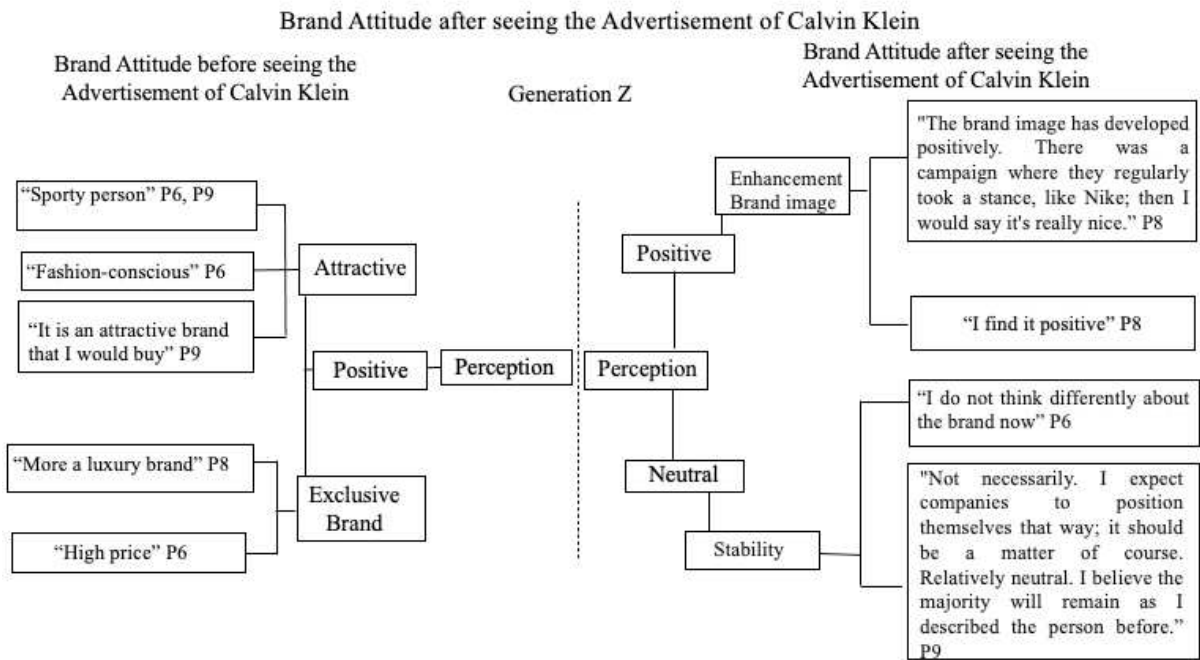 Brand Attitude after seeing the Advertisement of Calvin Klein
Brand Attitude before seeing the
Advertisement of Calvin Klein
Generation Z
Brand Attitude after seeing the
Advertisement of Calvin Klein
“Sporty person” P6, P9
“Fashion-conscious” P6
“It is an attractive brand
that I would buy” P9
“More a luxury brand” P8
“High price” P6
Attractive
Exclusive
Brand
Positive
Perception
Perception
Positive
Neutral
Enhancement
Brand image
Stability
"The brand image has developed
positively. There was a
campaign where they regularly
took a stance, like Nike; then I
would say it's really nice.” P8
“I find it positive” P8
“I do not think differently about
the brand now” P6
"Not necessarily. I expect
companies to position
themselves that way; it should
be a matter of course.
Relatively neutral. I believe the
majority will remain as I
described the person before.”
P9